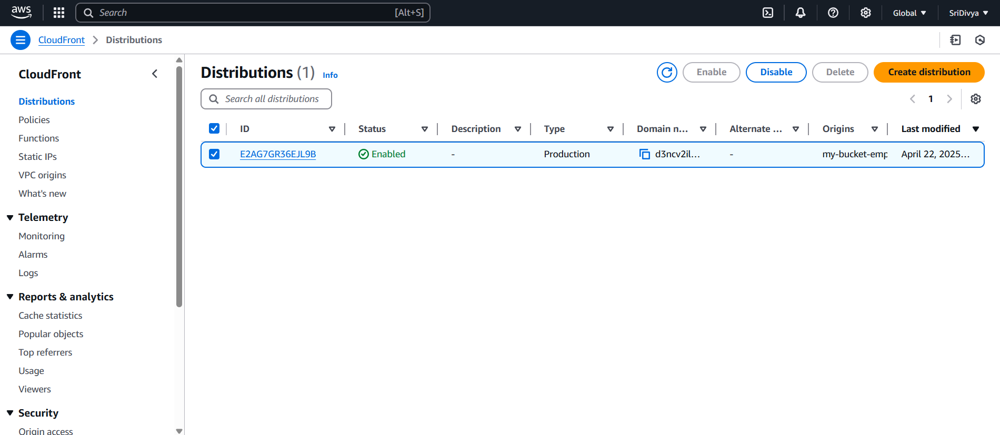 aws
Search [Alt+S]
Global
SriDivya
CloudFront > Distributions
CloudFront
Distributions
Policies
Functions
Static IPs
VPC origins
What's new
Telemetry
Monitoring
Alarms
Logs
Reports & analytics
Cache statistics
Popular objects
Top referrers
Usage
Viewers
Security
Origin access
Distributions (1) Info
Enable
Disable
Delete
Create distribution
Search all distributions
1
ID Status Description Type Domain n... Alternate ... Origins Last modified
E2AG7GR36EJL9B Enabled - Production d3ncv2il... - my-bucket-emp April 22, 2025...